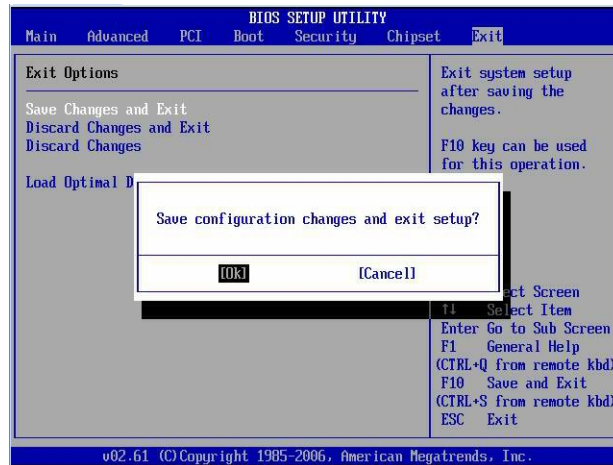 BIOS SETUP UTILITY
Main Advanced PCI Boot Security Chipset Exit
Exit Options
Save Changes and Exit
Discard Changes and Exit
Discard Changes
Load Optimal D
Exit system setup
after saving the
changes.
F10 key can be used
for this operation.
Save configuration changes and exit setup?
[Ok] [Cancel]
ect Screen
↑↓ Select Item
Enter Go to Sub Screen
F1 General Help
(CTRL+Q from remote kbd)
F10 Save and Exit
(CTRL+S from remote kbd)
ESC Exit
v02.61 (C)Copyright 1985-2006, American Megatrends, Inc.